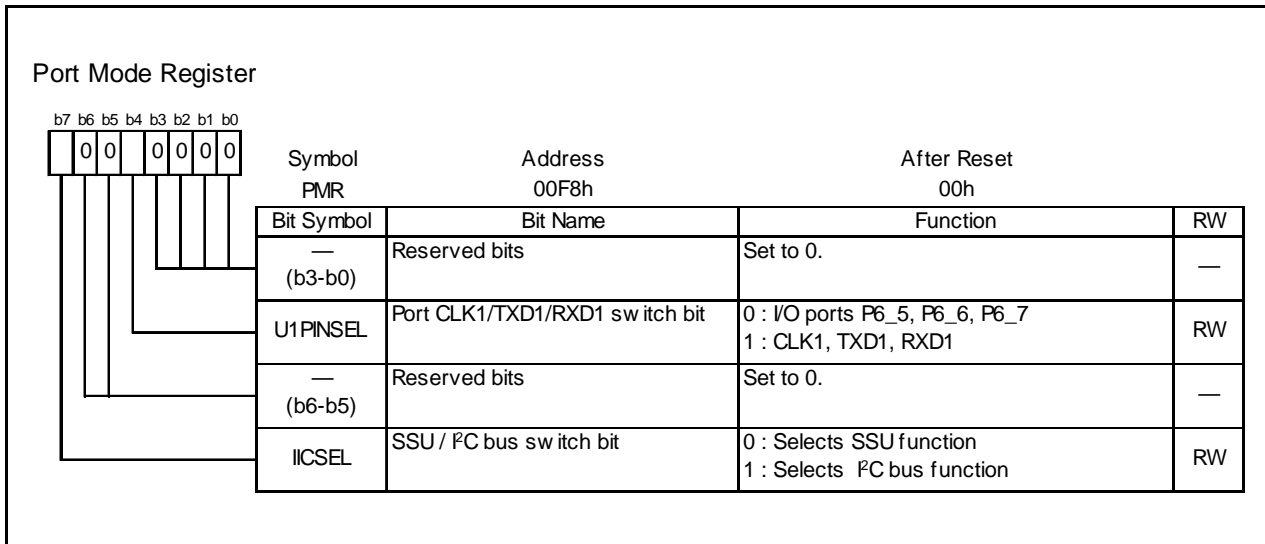 Port Mode Register
b7 b6 b5 b4 b3 b2 b1 b0
0 0 0 0 0 0
Symbol Address After Reset
PMR 00F8h 00h
Bit Symbol Bit Name Function RW
— (b3-b0) Reserved bits Set to 0. —
U1PINSEL Port CLK1/TXD1/RXD1 switch bit 0 : I/O ports P6_5, P6_6, P6_7 RW
1 : CLK1, TXD1, RXD1
— (b6-b5) Reserved bits Set to 0. —
IICSEL SSU / I²C bus switch bit 0 : Selects SSU function RW
1 : Selects I²C bus function